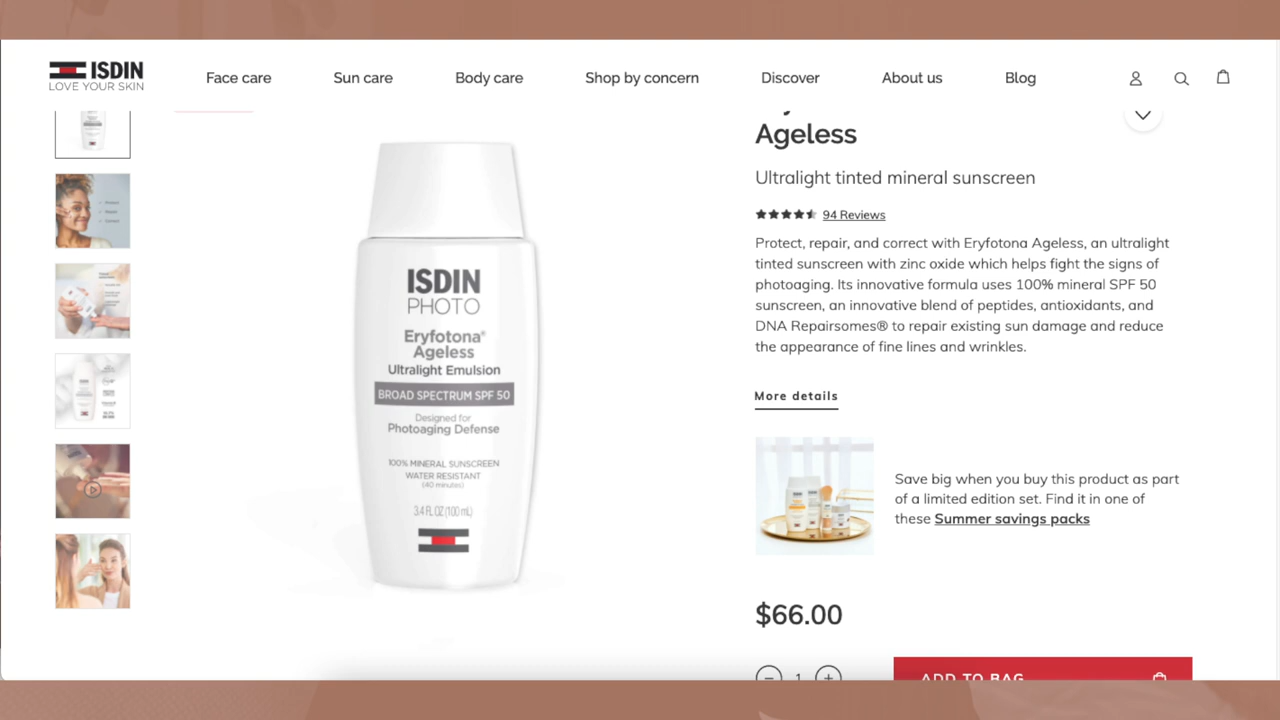 ISDIN
LOVE YOUR SKIN
Face care
Sun care
Body care
Shop by concern
Discover
About us
Blog
Ageless
Ultralight tinted mineral sunscreen
94 Reviews
Protect, repair, and correct with Eryfotona Ageless, an ultralight
tinted sunscreen with zinc oxide which helps fight the signs of
photoaging. Its innovative formula uses 100% mineral SPF 50
sunscreen, an innovative blend of peptides, antioxidants, and
DNA Repairsomes® to repair existing sun damage and reduce
the appearance of fine lines and wrinkles.
More details
Save big when you buy this product as part
of a limited edition set. Find it in one of
these Summer savings packs
$66.00
1
ADD TO BAG
ISDIN
PHOTO
Eryfotona®
Ageless
Ultralight Emulsion
BROAD SPECTRUM SPF 50
Designed for
Photoaging Defense
100% MINERAL SUNSCREEN
WATER RESISTANT
(40 minutes)
3.4 FL OZ (100 mL)